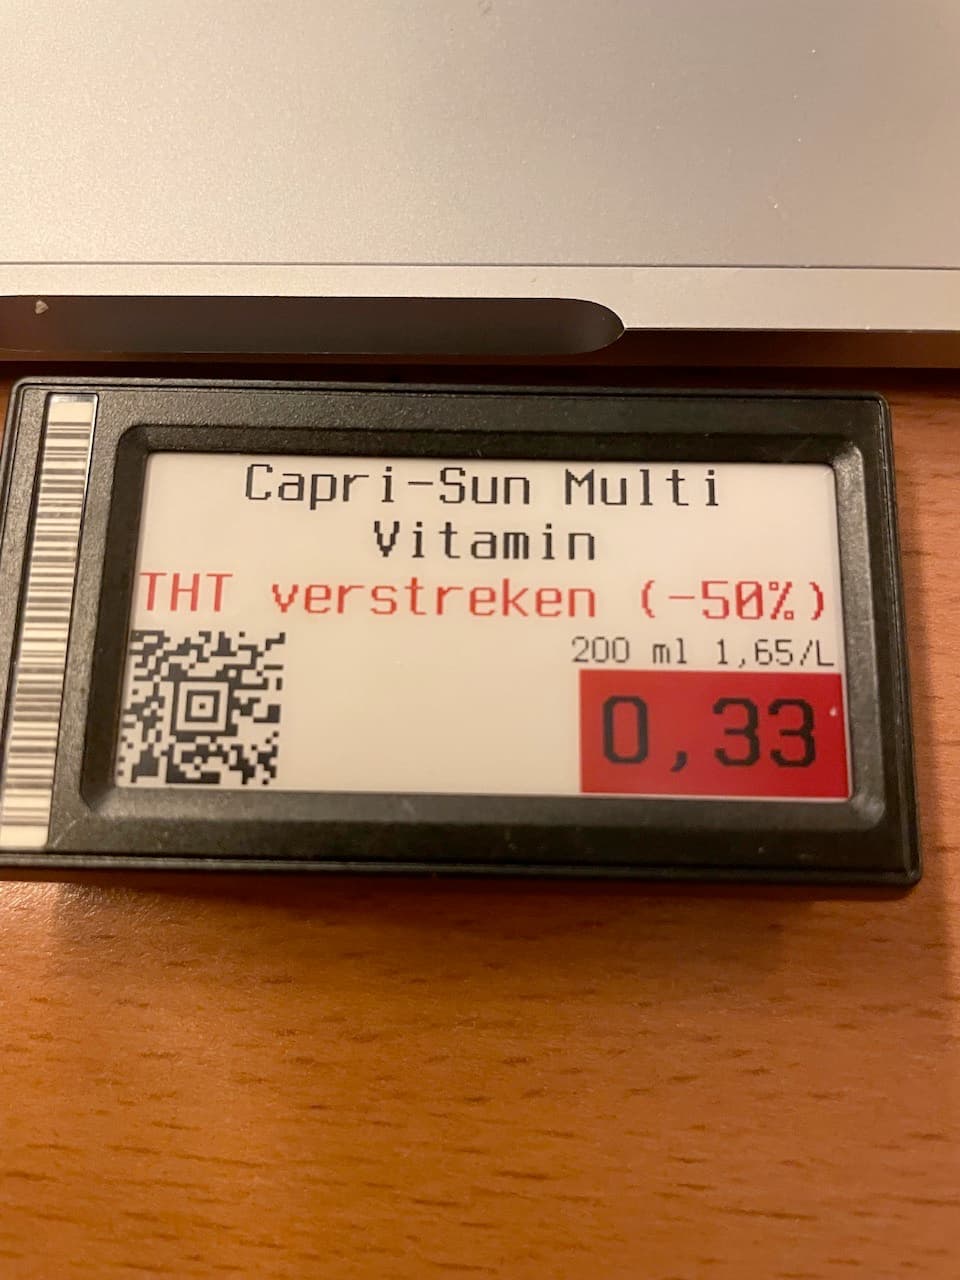 Capri-Sun Multi
Vitamin
THT verstreken (-50%)
200 ml 1,65/L
0,33